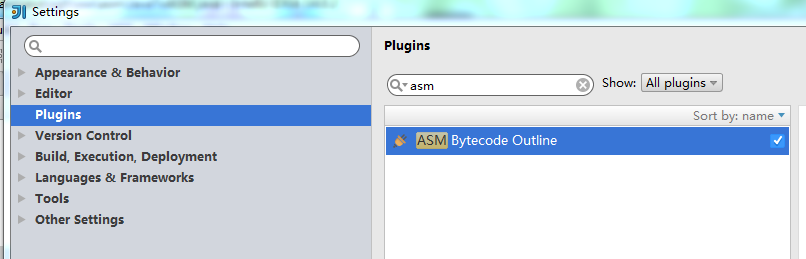 Settings
Appearance & Behavior
Editor
Plugins
Version Control
Build, Execution, Deployment
Languages & Frameworks
Tools
Other Settings
Plugins
asm
Show: All plugins
Sort by: name
ASM Bytecode Outline